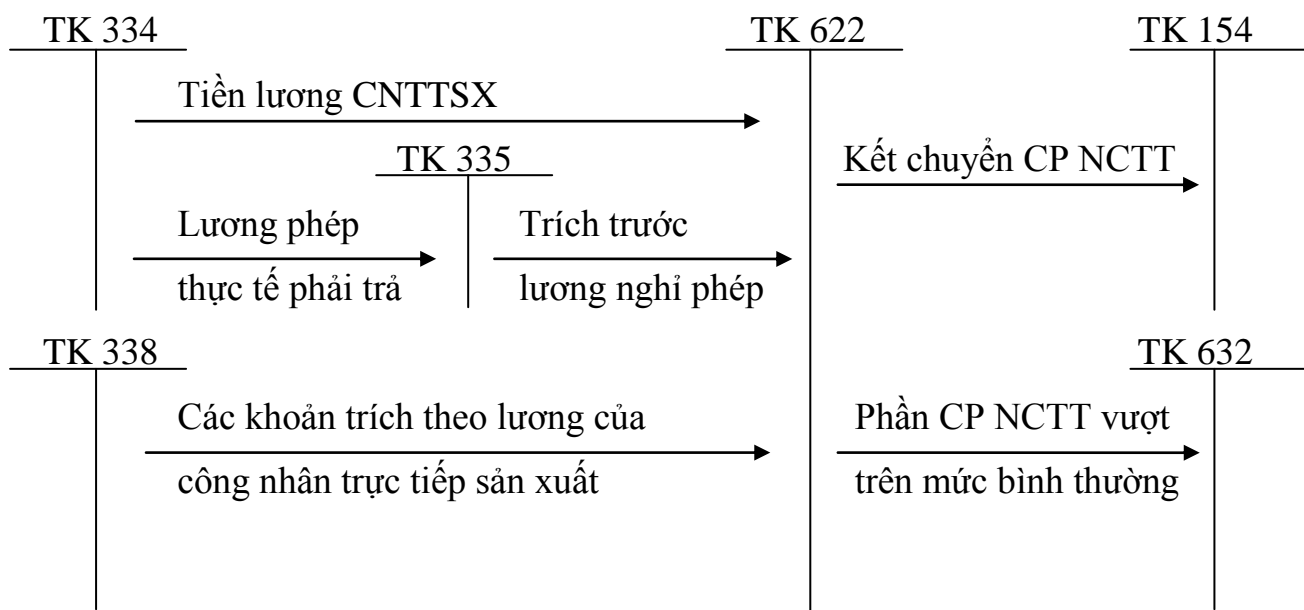 TK 334
TK 622
TK 154
Tiền lương CNTTSX
TK 335
Kết chuyển CP NCTT
Lương phép
thực tế phải trả
Trích trước
lương nghỉ phép
TK 338
TK 632
Các khoản trích theo lương của
công nhân trực tiếp sản xuất
Phần CP NCTT vượt
trên mức bình thường